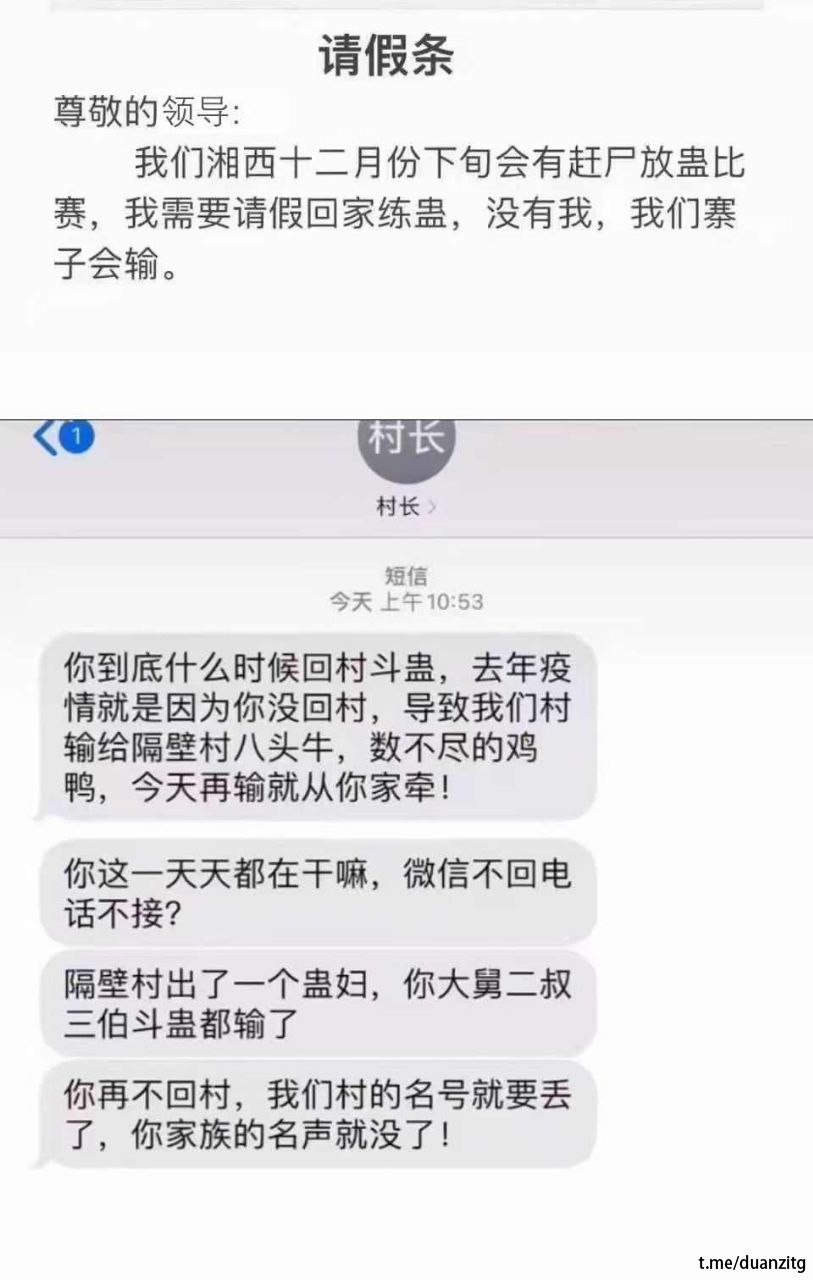 请假条
尊敬的领导:
我们湘西十二月份下旬会有赶尸放蛊比
赛，我需要请假回家练蛊，没有我，我们寨
子会输。
1
村长
村长
短信
今天 上午 10:53
你到底什么时候回村斗蛊，去年疫
情就是因为你没回村，导致我们村
输给隔壁村八头牛，数不尽的鸡
鸭，今天再输就从你家牵！
你这一天天都在干嘛，微信不回电
话不接？
隔壁村出了一个蛊妇，你大舅二叔
三伯斗蛊都输了
你再不回村，我们村的名号就要丢
了，你家族的名声就没了！
t.me/duanzitg